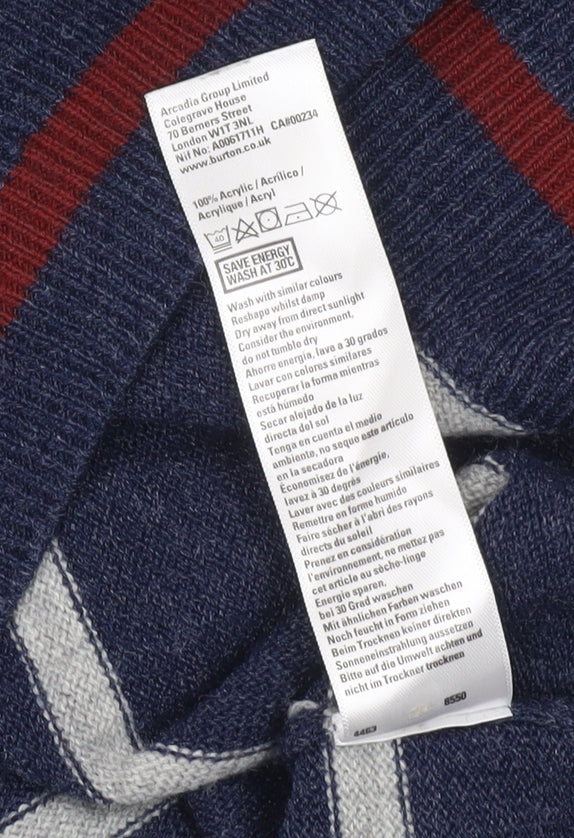 Arcadia Group Limited
Colegrave House
70 Berners Street
London W1T 3NL
Nif No: A0061711H CA#00234
www.burton.co.uk
100% Acrylic / Acrílico /
Acrylique / Acryl
40
SAVE ENERGY
WASH AT 30°C
Wash with similar colours
Reshape whilst damp
Dry away from direct sunlight
Consider the environment,
do not tumble dry
Ahorre energia, lave a 30 grados
Lavar con colores similares
Recuperar la forma mientras
está húmedo
Secar alejado de la luz
directa del sol
Tenga en cuenta el medio
ambiente, no seque este artículo
en la secadora
Économisez de l'énergie,
lavez à 30 degrés
Laver avec des couleurs similaires
Remettre en forme humide
Faire sécher à l'abri des rayons
directs du soleil
Prenez en considération
l'environnement, ne mettez pas
cet article au sèche-linge
Energie sparen,
bei 30 Grad waschen
Mit ähnlichen Farben waschen
Noch feucht in Form ziehen
Beim Trocknen keiner direkten
Sonneneinstrahlung aussetzen
Bitte auf die Umwelt achten und
nicht im Trockner trocknen
4463 8550